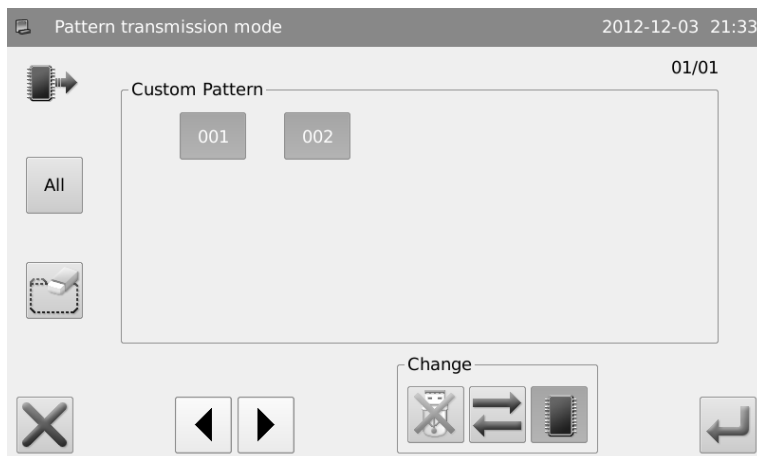 Pattern transmission mode 2012-12-03 21:33
01/01
Custom Pattern
001 002
All
Change